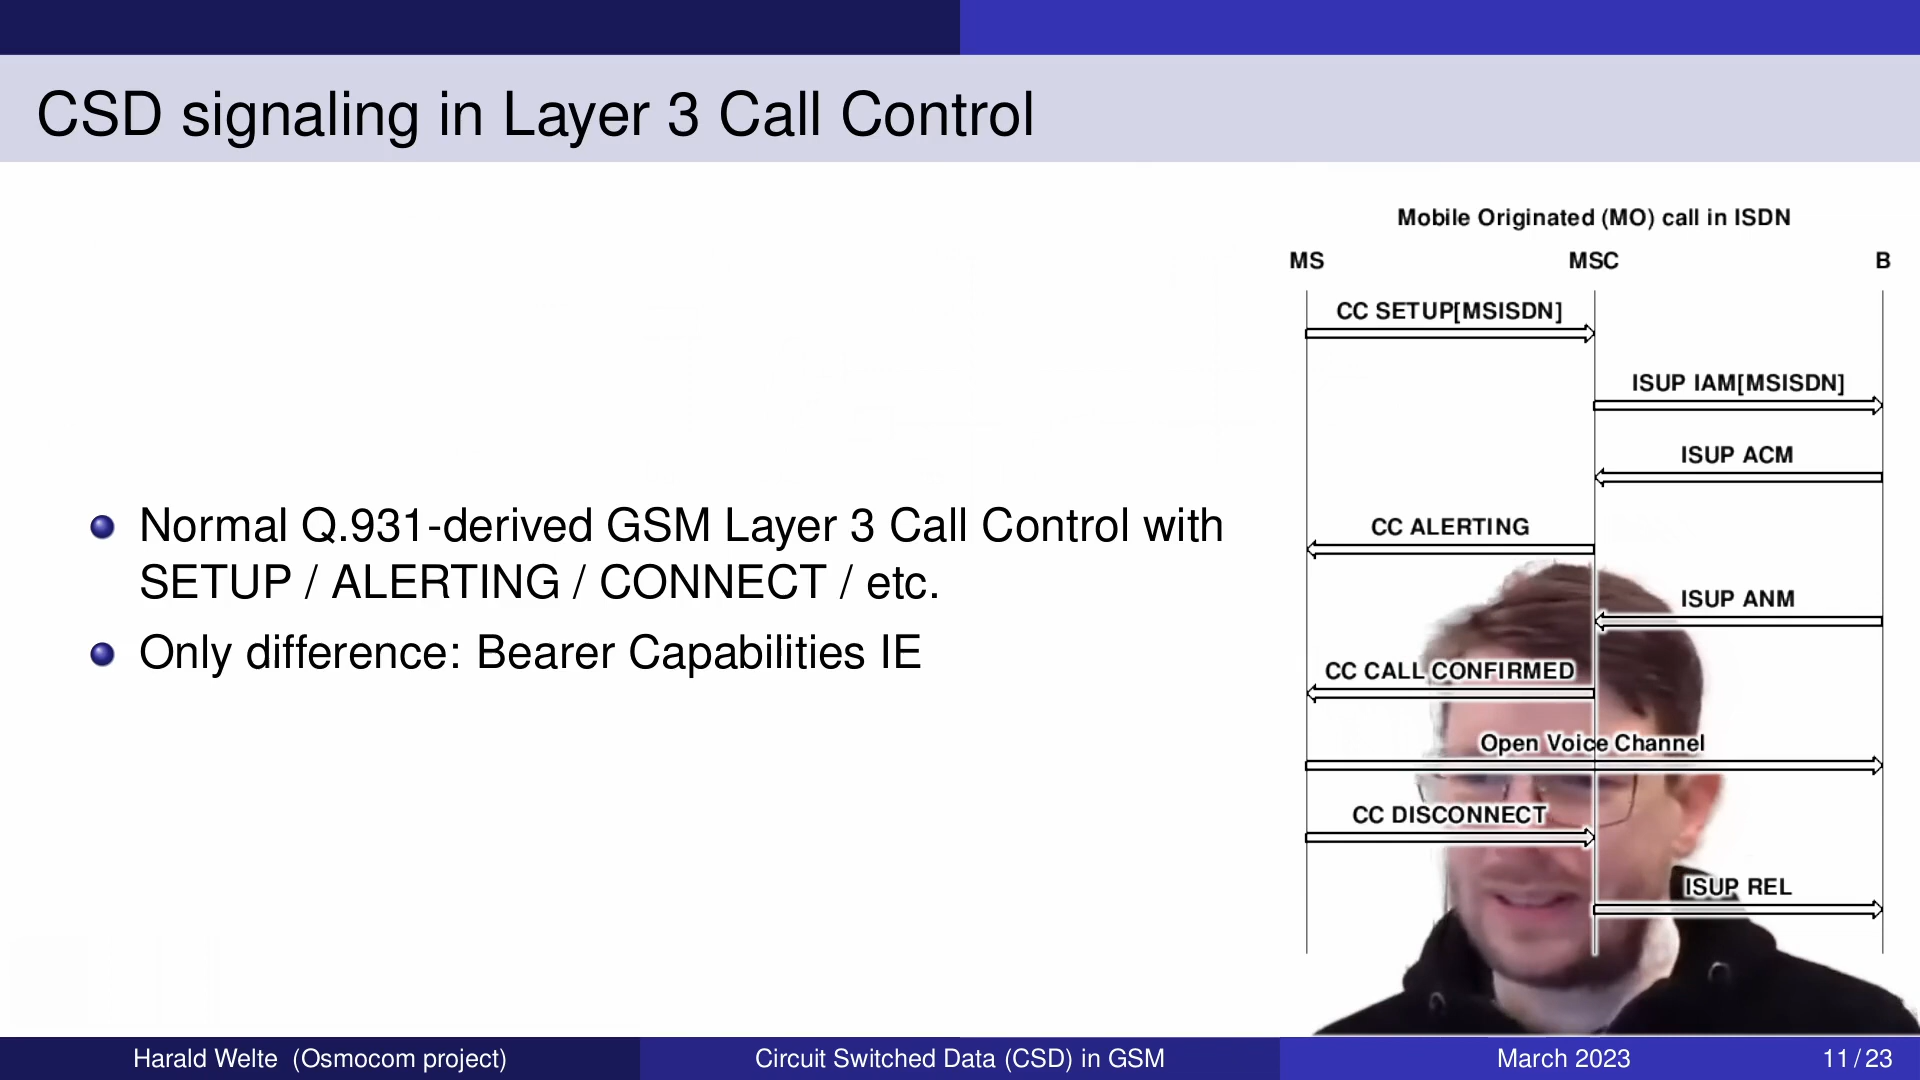 CSD signaling in Layer 3 Call Control
Normal Q.931-derived GSM Layer 3 Call Control with
SETUP / ALERTING / CONNECT / etc.
Only difference: Bearer Capabilities IE
Mobile Originated (MO) call in ISDN
MS MSC B
CC SETUP[MSISDN]
ISUP IAM[MSISDN]
ISUP ACM
CC ALERTING
ISUP ANM
CC CALL CONFIRMED
Open Voice Channel
CC DISCONNECT
ISUP REL
Harald Welte (Osmocom project) Circuit Switched Data (CSD) in GSM March 2023 11 / 23